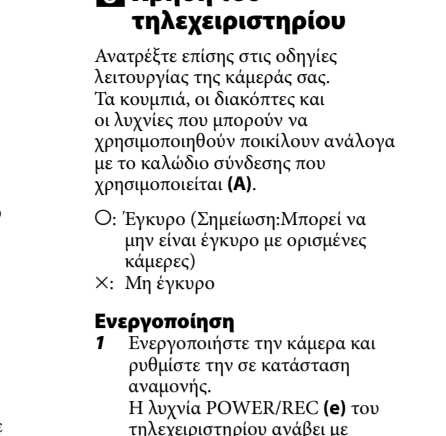 τηλεχειριστηρίου
Ανατρέξτε επίσης στις οδηγίες
λειτουργίας της κάμεράς σας.
Τα κουμπιά, οι διακόπτες και
οι λυχνίες που μπορούν να
χρησιμοποιηθούν ποικίλουν ανάλογα
με το καλώδιο σύνδεσης που
χρησιμοποιείται (A).
○: Έγκυρο (Σημείωση:Μπορεί να
μην είναι έγκυρο με ορισμένες
κάμερες)
×: Μη έγκυρο
Ενεργοποίηση
1 Ενεργοποιήστε την κάμερα και
ρυθμίστε την σε κατάσταση
αναμονής.
Η λυχνία POWER/REC (e) του
τηλεχειριστηρίου ανάβει με